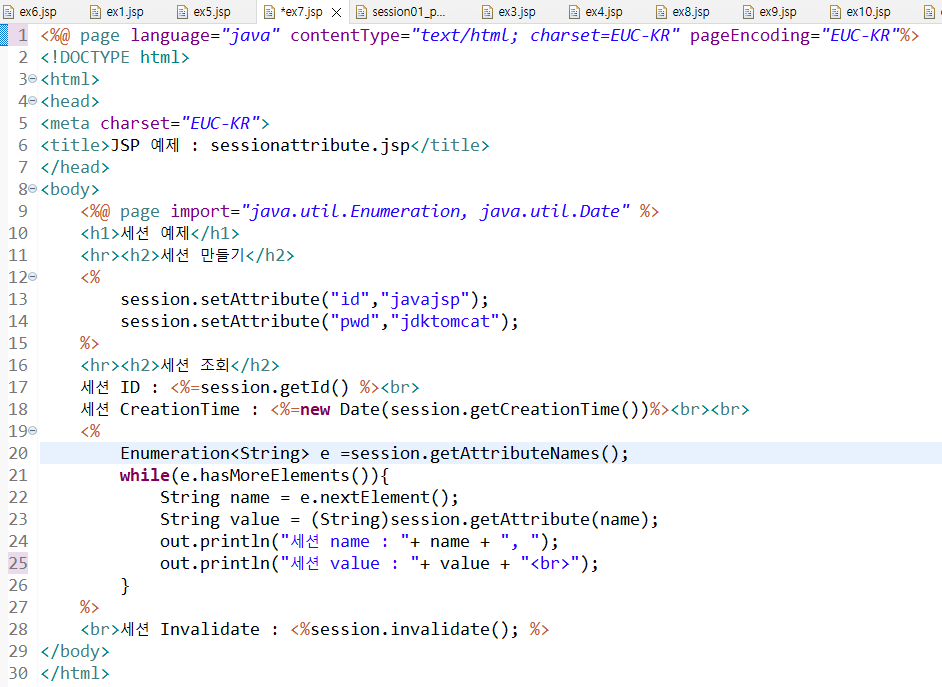 ex6.jsp ex1.jsp ex5.jsp *ex7.jsp session01_p... ex3.jsp ex4.jsp ex8.jsp ex9.jsp ex10.jsp
1 <%@ page language="java" contentType="text/html; charset=EUC-KR" pageEncoding="EUC-KR"%>
2 <!DOCTYPE html>
3 <html>
4 <head>
5 <meta charset="EUC-KR">
6 <title>JSP 예제 : sessionattribute.jsp</title>
7 </head>
8 <body>
9     <%@ page import="java.util.Enumeration, java.util.Date" %>
10     <h1>세션 예제</h1>
11     <hr><h2>세션 만들기</h2>
12     <%
13         session.setAttribute("id","javajsp");
14         session.setAttribute("pwd","jdktomcat");
15     %>
16     <hr><h2>세션 조회</h2>
17     세션 ID : <%=session.getId() %><br>
18     세션 CreationTime : <%=new Date(session.getCreationTime())%><br><br>
19     <%
20         Enumeration<String> e =session.getAttributeNames();
21         while(e.hasMoreElements()){
22             String name = e.nextElement();
23             String value = (String)session.getAttribute(name);
24             out.println("세션 name : "+ name + ", ");
25             out.println("세션 value : "+ value + "<br>");
26         }
27     %>
28     <br>세션 Invalidate : <%session.invalidate(); %>
29 </body>
30 </html>